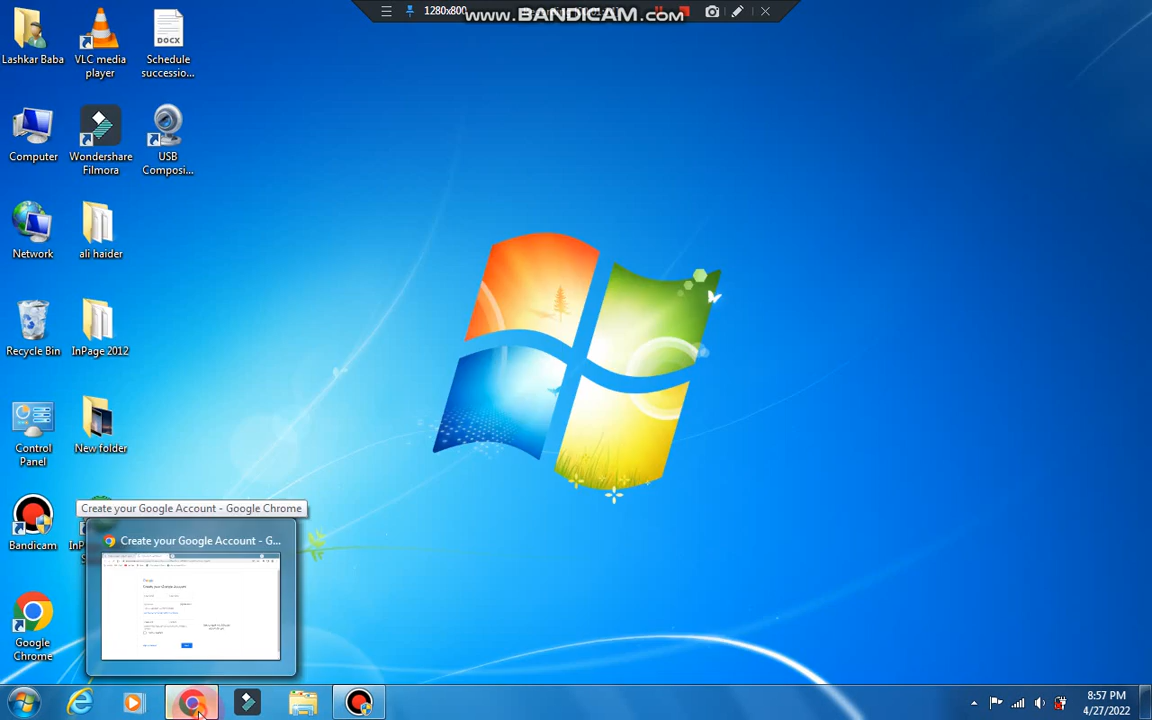 1280x800
www.BANDICAM.com
Lashkar Baba
VLC media
player
DOCX
Schedule
successio...
Computer
Wondershare
Filmora
USB
Composi...
Network
ali haider
Recycle Bin
InPage 2012
Control
Panel
New folder
Bandicam
Create your Google Account - Google Chrome
Create your Google Account - G...
Google
Chrome
8:57 PM
4/27/2022